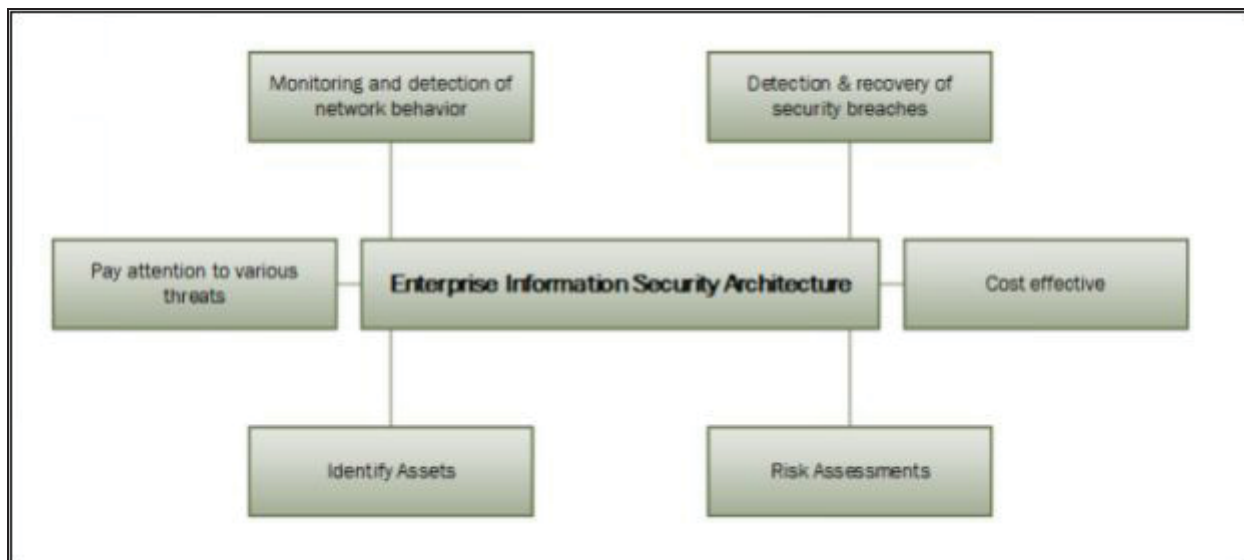 Monitoring and detection of
network behavior
Detection & recovery of
security breaches
Pay attention to various
threats
Enterprise Information Security Architecture
Cost effective
Identify Assets
Risk Assessments